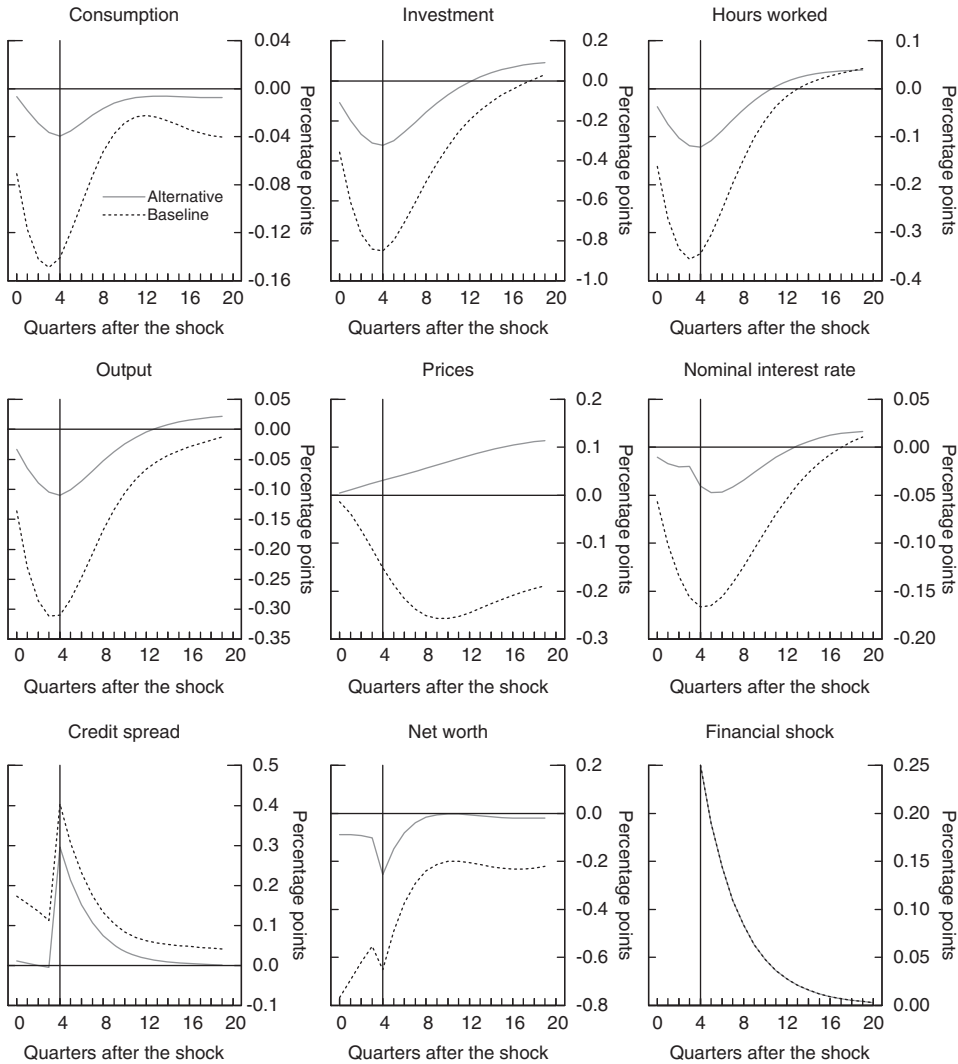 Consumption
0.04
0.00
-0.04
-0.08
-0.12
-0.16
Percentage points
Alternative
Baseline
0 4 8 12 16 20
Quarters after the shock
Investment
0.2
0.0
-0.2
-0.4
-0.6
-0.8
-1.0
Percentage points
0 4 8 12 16 20
Quarters after the shock
Hours worked
0.1
0.0
-0.1
-0.2
-0.3
-0.4
Percentage points
0 4 8 12 16 20
Quarters after the shock
Output
0.05
0.00
-0.05
-0.10
-0.15
-0.20
-0.25
-0.30
-0.35
Percentage points
0 4 8 12 16 20
Quarters after the shock
Prices
0.2
0.1
0.0
-0.1
-0.2
-0.3
Percentage points
0 4 8 12 16 20
Quarters after the shock
Nominal interest rate
0.05
0.00
-0.05
-0.10
-0.15
-0.20
Percentage points
0 4 8 12 16 20
Quarters after the shock
Credit spread
0.5
0.4
0.3
0.2
0.1
0.0
-0.1
Percentage points
0 4 8 12 16 20
Quarters after the shock
Net worth
0.2
0.0
-0.2
-0.4
-0.6
-0.8
Percentage points
0 4 8 12 16 20
Quarters after the shock
Financial shock
0.25
0.20
0.15
0.10
0.05
0.00
Percentage points
0 4 8 12 16 20
Quarters after the shock